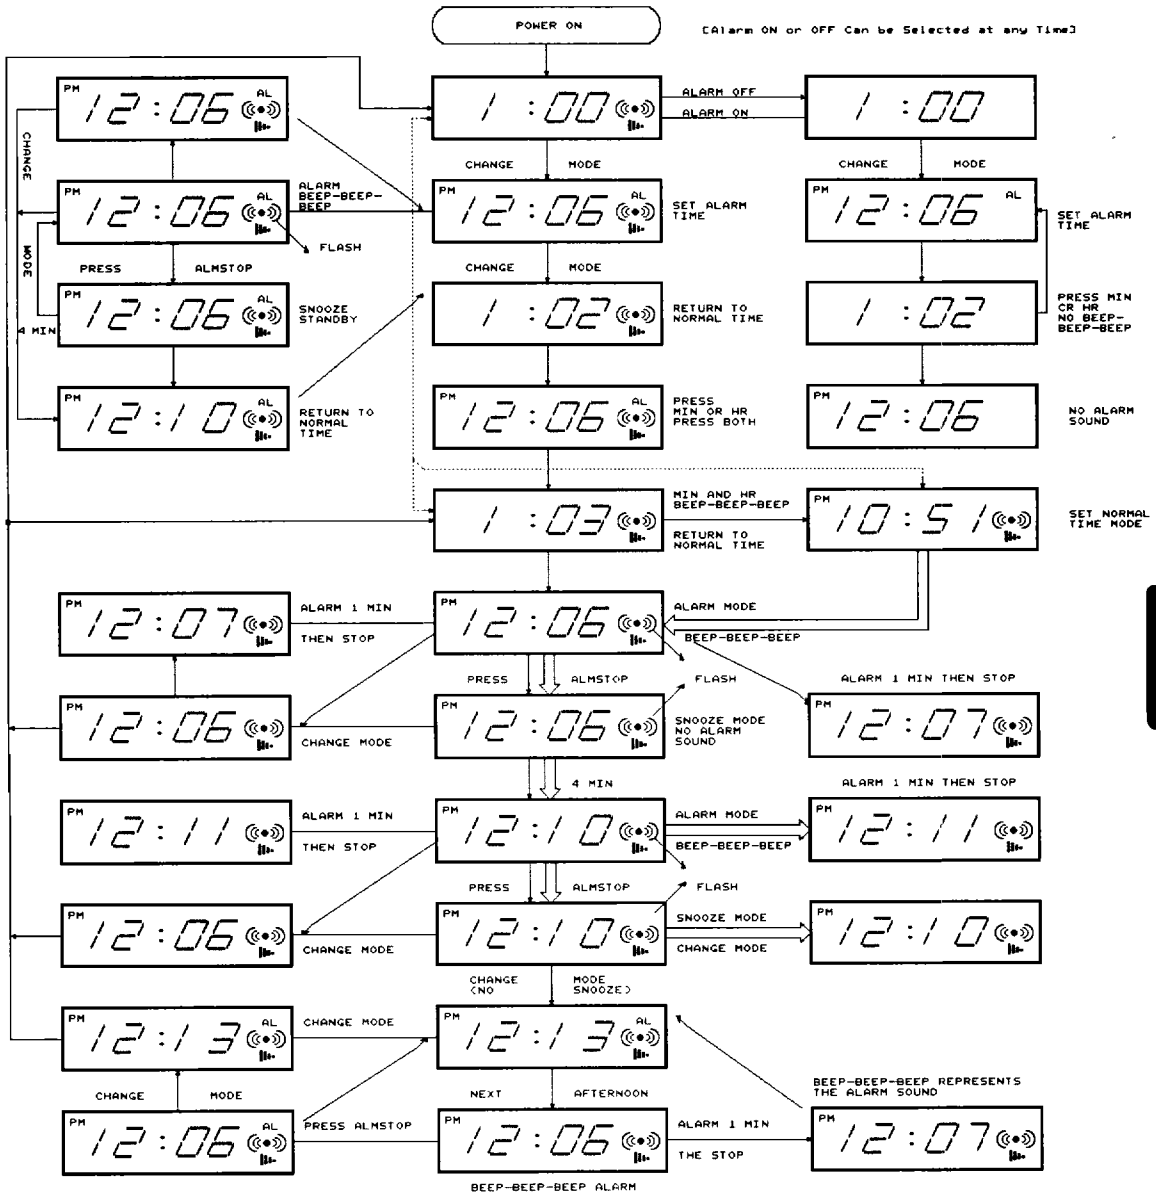 POWER ON
[Alarm ON or OFF Can be Selected at any Time]
PM 12:06 AL
1:00
ALARM OFF
ALARM ON
1:00
CHANGE
CHANGE MODE
CHANGE MODE
PM 12:06 AL
ALARM
BEEP-BEEP-
BEEP
FLASH
PM 12:06 AL
SET ALARM
TIME
PM 12:06 AL
SET ALARM
TIME
MODE
PRESS ALMSTOP
CHANGE MODE
4 MIN
PM 12:06 AL
SNOOZE
STANDBY
1:02
RETURN TO
NORMAL TIME
1:02
PRESS MIN
CR HR
NO BEEP-
BEEP-BEEP
PM 12:10 AL
RETURN TO
NORMAL
TIME
PM 12:06 AL
PRESS
MIN OR HR
PRESS BOTH
PM 12:06
NO ALARM
SOUND
1:03
MIN AND HR
BEEP-BEEP-BEEP
RETURN TO
NORMAL TIME
PM 10:51
SET NORMAL
TIME MODE
PM 12:07
ALARM 1 MIN
THEN STOP
PM 12:06
ALARM MODE
BEEP-BEEP-BEEP
PRESS ALMSTOP
FLASH
ALARM 1 MIN THEN STOP
PM 12:06
CHANGE MODE
PM 12:06
SNOOZE MODE
NO ALARM
SOUND
PM 12:07
4 MIN
ALARM 1 MIN THEN STOP
PM 12:11
ALARM 1 MIN
THEN STOP
PM 12:10
ALARM MODE
BEEP-BEEP-BEEP
PM 12:11
PRESS ALMSTOP
FLASH
PM 12:06
CHANGE MODE
PM 12:10
SNOOZE MODE
CHANGE MODE
PM 12:10
CHANGE MODE
(NO SNOOZE)
PM 12:13 AL
CHANGE MODE
PM 12:13 AL
CHANGE MODE
NEXT AFTERNOON
BEEP-BEEP-BEEP REPRESENTS
THE ALARM SOUND
PM 12:06 AL
PRESS ALMSTOP
PM 12:06
ALARM 1 MIN
THE STOP
PM 12:07
BEEP-BEEP-BEEP ALARM